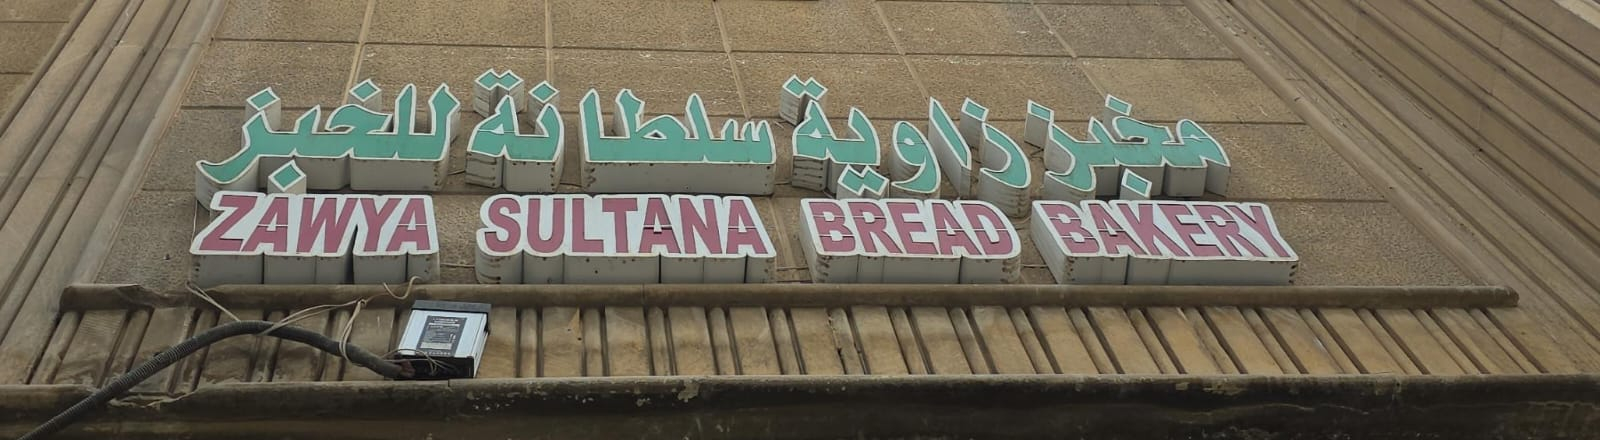 مخبز زاوية سلطانة للخبز
ZAWYA SULTANA BREAD BAKERY